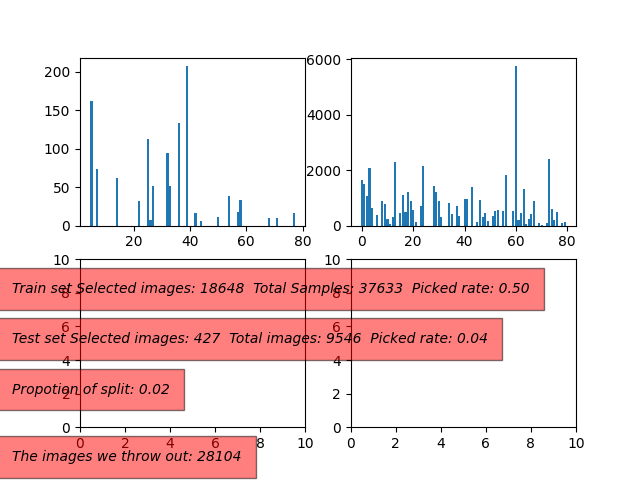 200
150
100
50
0
20 40 60 80
6000
4000
2000
0
0 20 40 60 80
10
8
6
4
2
0
0 2 4 6 8 10
10
8
6
4
2
0
0 2 4 6 8 10
Train set Selected images: 18648 Total Samples: 37633 Picked rate: 0.50
Test set Selected images: 427 Total images: 9546 Picked rate: 0.04
Propotion of split: 0.02
The images we throw out: 28104